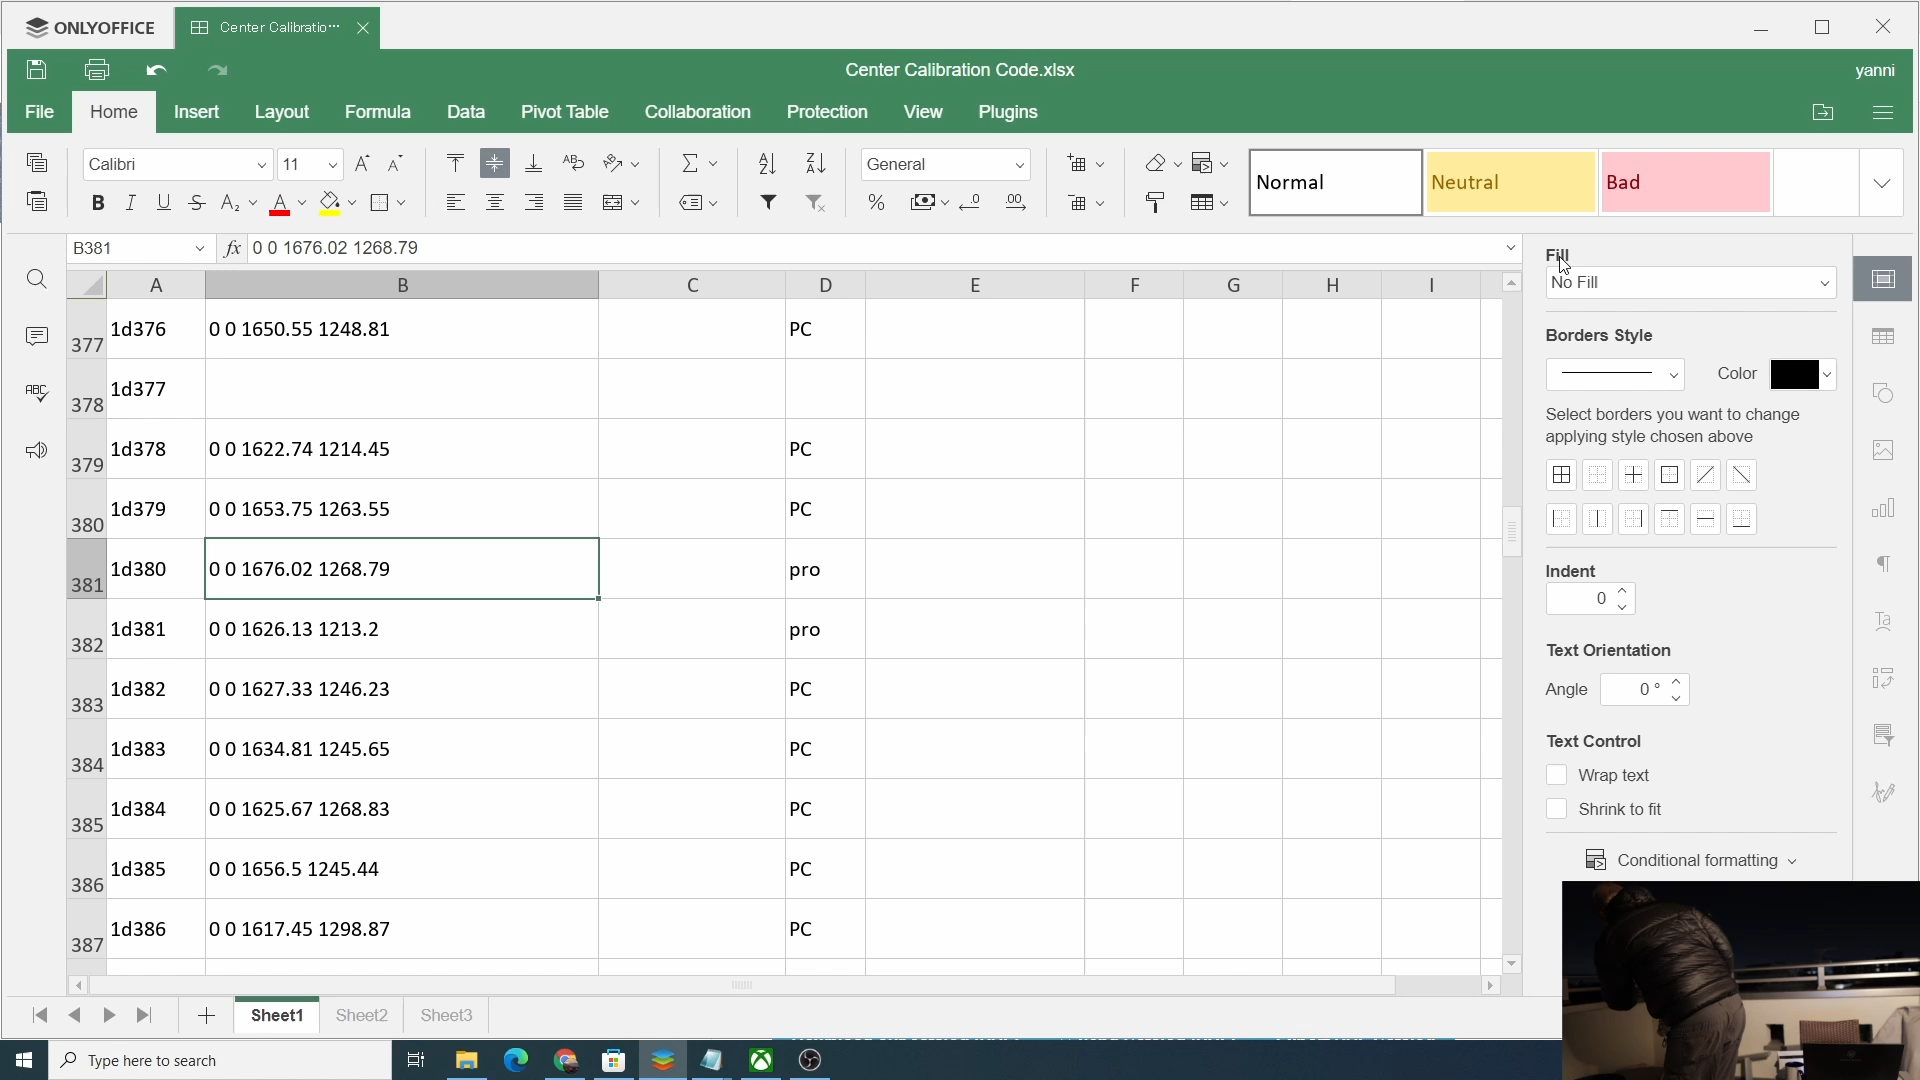 ONLYOFFICE
Center Calibratio···
Center Calibration Code.xlsx
yanni
File Home Insert Layout Formula Data Pivot Table Collaboration Protection View Plugins
Calibri 11 General Normal Neutral Bad
B381 fx 0 0 1676.02 1268.79
A B C D E F G H I
377 1d376 0 0 1650.55 1248.81 PC
378 1d377
379 1d378 0 0 1622.74 1214.45 PC
380 1d379 0 0 1653.75 1263.55 PC
381 1d380 0 0 1676.02 1268.79 pro
382 1d381 0 0 1626.13 1213.2 pro
383 1d382 0 0 1627.33 1246.23 PC
384 1d383 0 0 1634.81 1245.65 PC
385 1d384 0 0 1625.67 1268.83 PC
386 1d385 0 0 1656.5 1245.44 PC
387 1d386 0 0 1617.45 1298.87 PC
Fill
No Fill
Borders Style
Color
Select borders you want to change
applying style chosen above
Indent
0
Text Orientation
Angle 0 °
Text Control
Wrap text
Shrink to fit
Conditional formatting
Sheet1 Sheet2 Sheet3
Type here to search